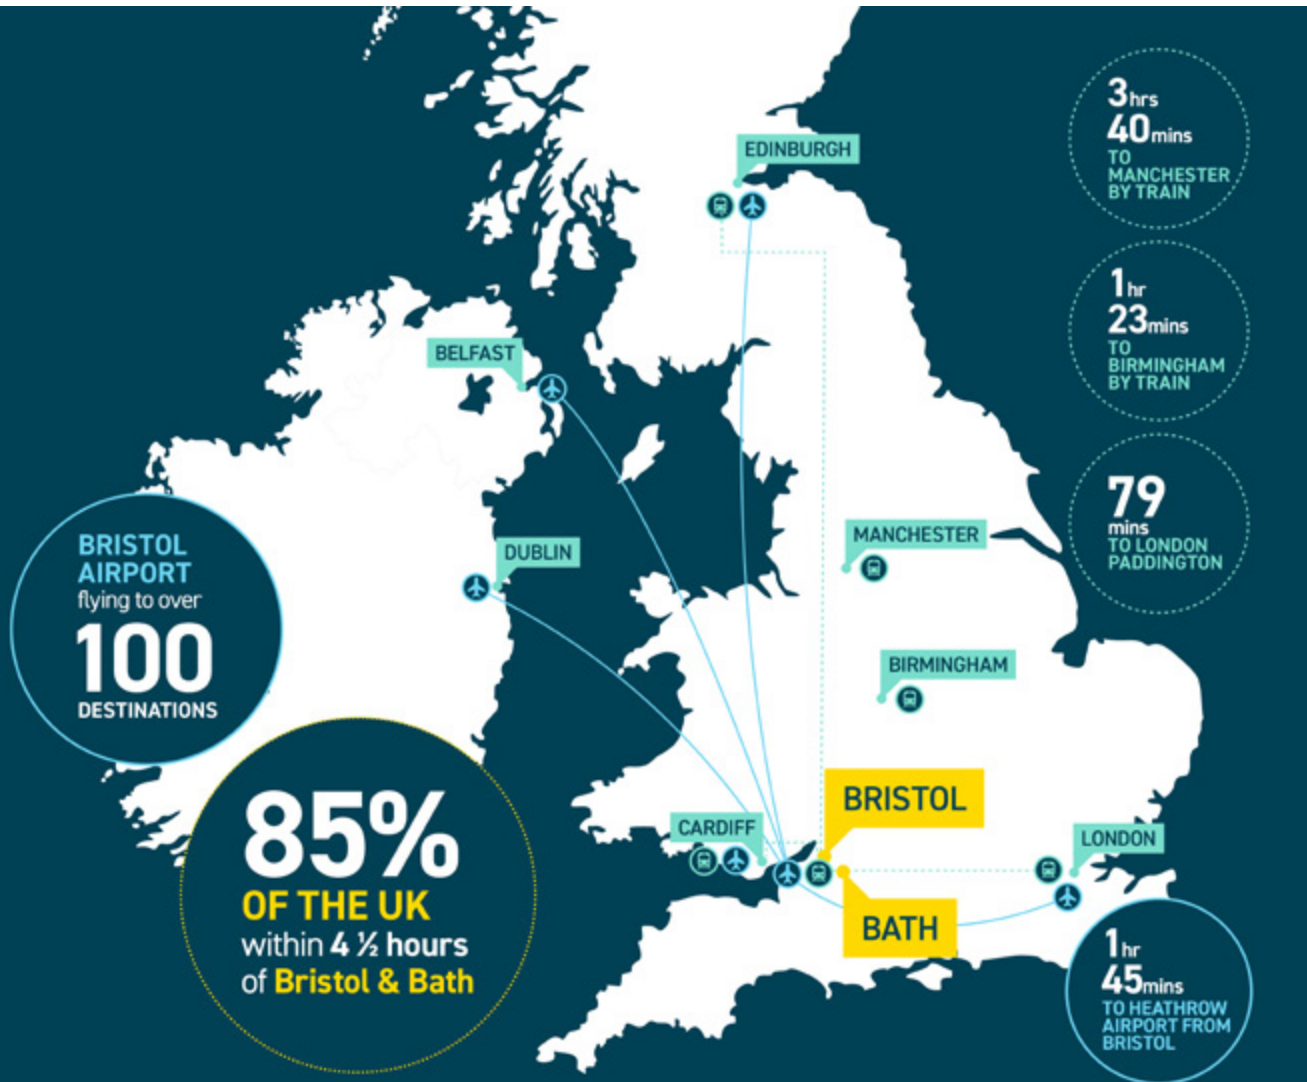 3hrs
40mins
TO
MANCHESTER
BY TRAIN
EDINBURGH
1hr
23mins
TO
BIRMINGHAM
BY TRAIN
BELFAST
79
mins
TO LONDON
PADDINGTON
MANCHESTER
DUBLIN
BRISTOL
AIRPORT
flying to over
100
DESTINATIONS
BIRMINGHAM
BRISTOL
CARDIFF
LONDON
BATH
85%
OF THE UK
within 4 ½ hours
of Bristol & Bath
1hr
45mins
TO HEATHROW
AIRPORT FROM
BRISTOL